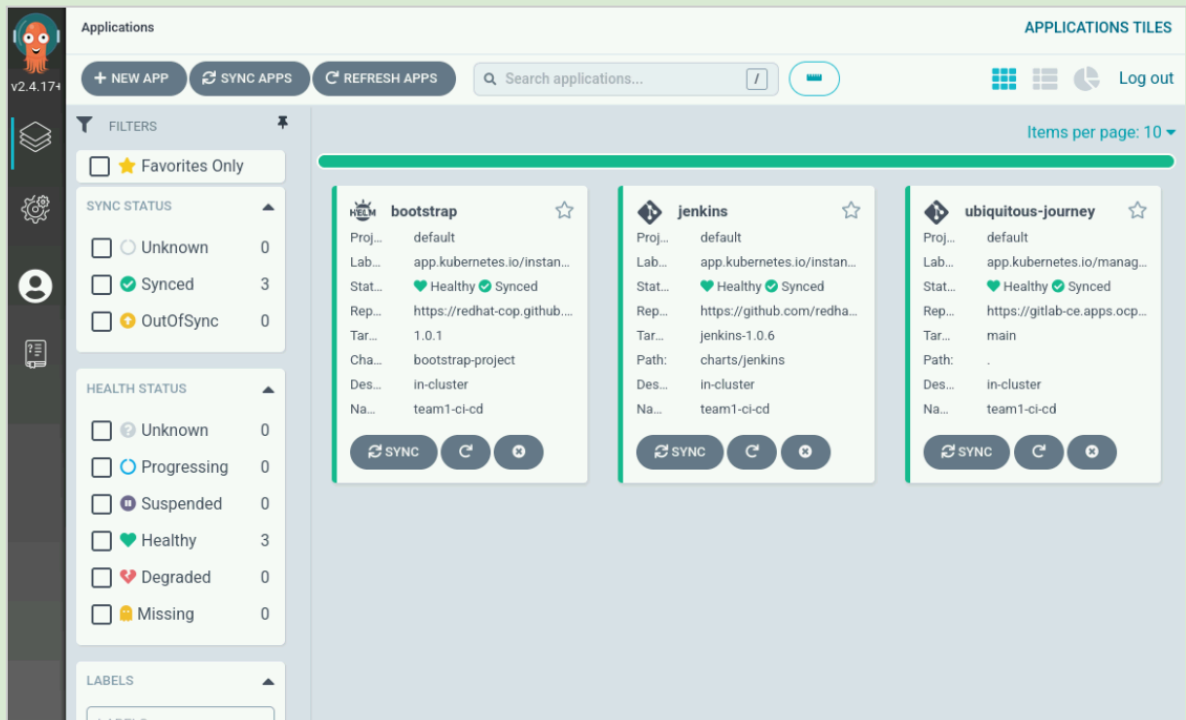 Applications
APPLICATIONS TILES
v2.4.17+
NEW APP
SYNC APPS
REFRESH APPS
Search applications...
/
Log out
FILTERS
Items per page: 10
Favorites Only
SYNC STATUS
Unknown 0
Synced 3
OutOfSync 0
HEALTH STATUS
Unknown 0
Progressing 0
Suspended 0
Healthy 3
Degraded 0
Missing 0
LABELS
LABELS
HELM
bootstrap
Proj... default
Lab... app.kubernetes.io/instan...
Stat... Healthy Synced
Rep... https://redhat-cop.github....
Tar... 1.0.1
Cha... bootstrap-project
Des... in-cluster
Na... team1-ci-cd
SYNC
jenkins
Proj... default
Lab... app.kubernetes.io/instan...
Stat... Healthy Synced
Rep... https://github.com/redha...
Tar... jenkins-1.0.6
Path: charts/jenkins
Des... in-cluster
Na... team1-ci-cd
SYNC
ubiquitous-journey
Proj... default
Lab... app.kubernetes.io/manag...
Stat... Healthy Synced
Rep... https://gitlab-ce.apps.ocp...
Tar... main
Path: .
Des... in-cluster
Na... team1-ci-cd
SYNC